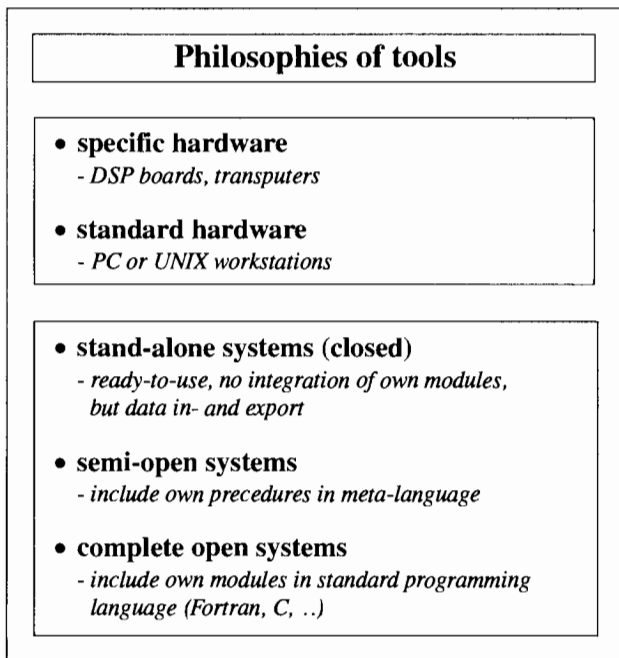 Philosophies of tools
• specific hardware
- DSP boards, transputers
• standard hardware
- PC or UNIX workstations
• stand-alone systems (closed)
- ready-to-use, no integration of own modules,
but data in- and export
• semi-open systems
- include own precedures in meta-language
• complete open systems
- include own modules in standard programming
language (Fortran, C, ..)